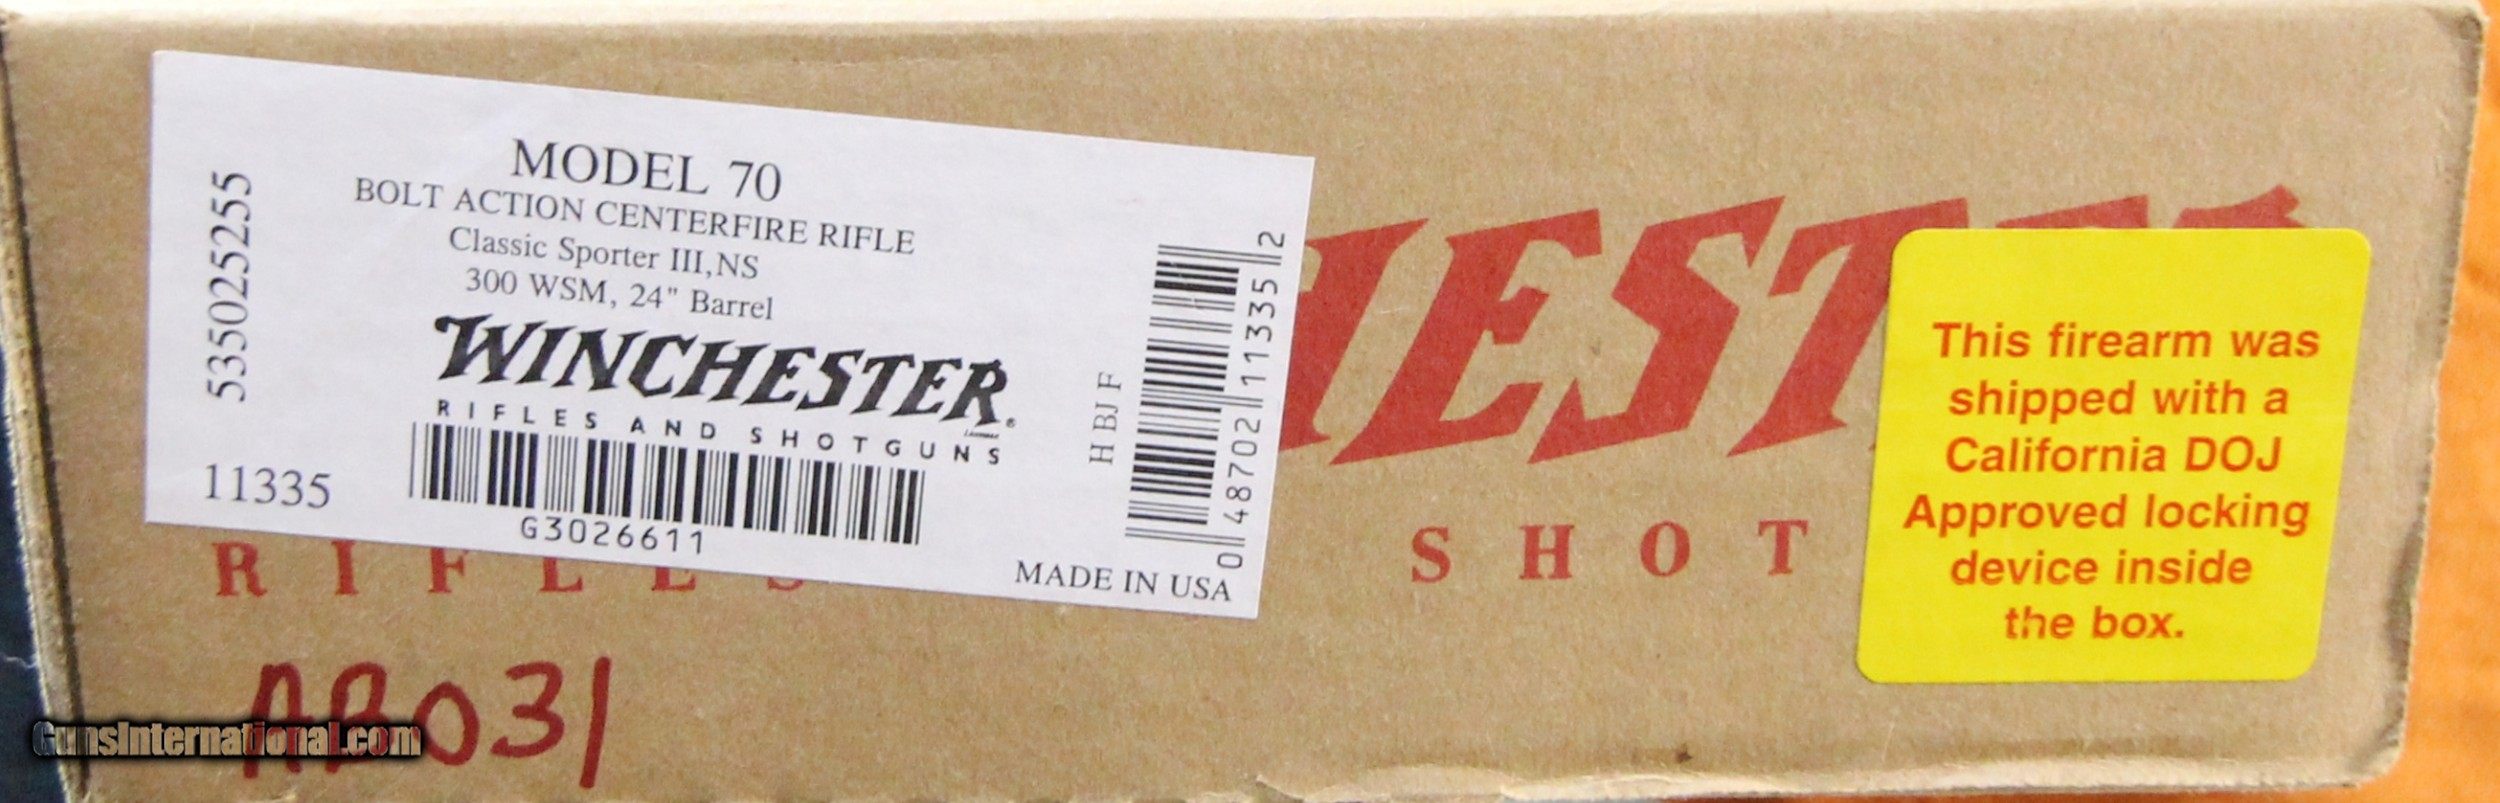 535025255
MODEL 70
BOLT ACTION CENTERFIRE RIFLE
Classic Sporter III,NS
300 WSM, 24" Barrel
WINCHESTER®
RIFLES AND SHOTGUNS
11335
G3026611
H BJ F
0 48702 11335 2
MADE IN USA
HEST
RIFLES
SHOT
This firearm was
shipped with a
California DOJ
Approved locking
device inside
the box.
AB031
GunsInternational.com